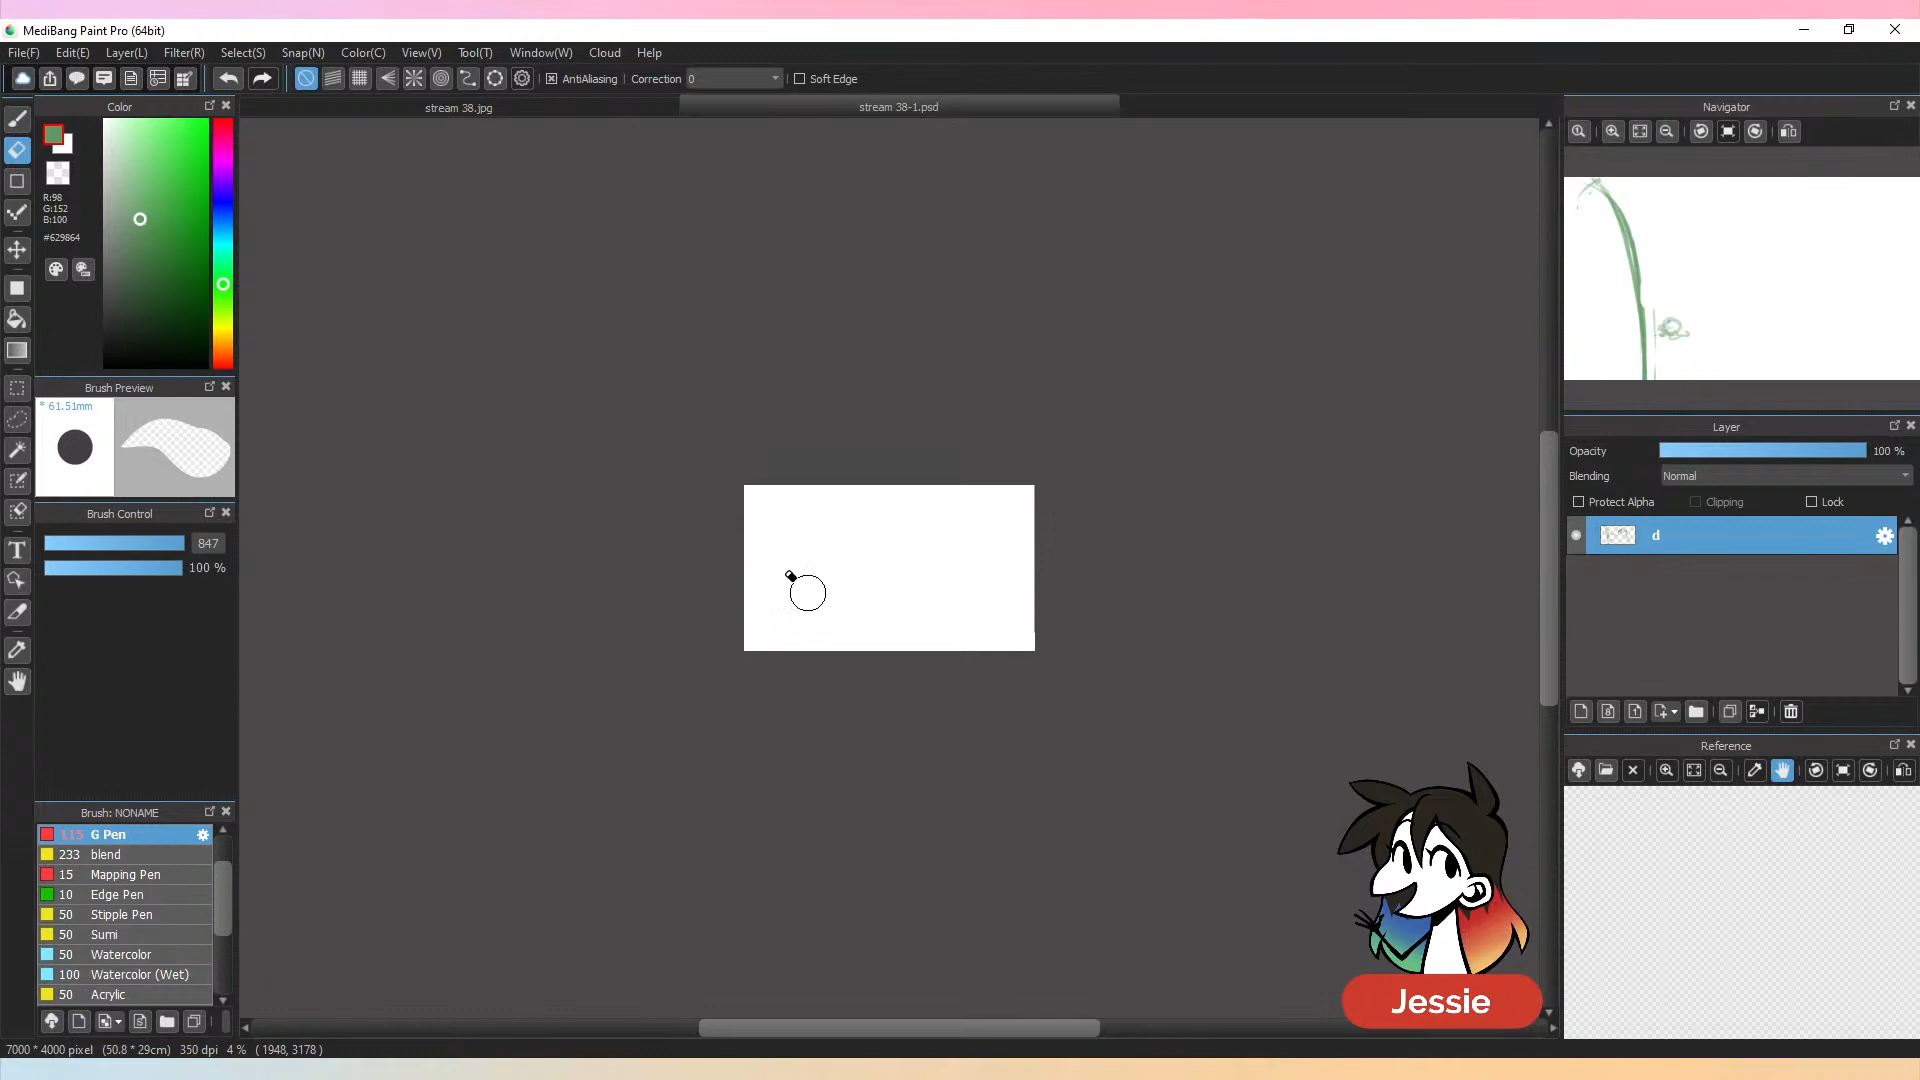 MediBang Paint Pro (64bit)
File(F) Edit(E) Layer(L) Filter(R) Select(S) Snap(N) Color(C) View(V) Tool(T) Window(W) Cloud Help
AntiAliasing Correction 0 Soft Edge
Color
stream 38.jpg
stream 38-1.psd
Navigator
R:98
G:152
B:100
#629864
Brush Preview
* 61.51mm
Brush Control
847
100 %
Layer
Opacity 100 %
Blending Normal
Protect Alpha Clipping Lock
d
Reference
Brush: NONAME
115 G Pen
233 blend
15 Mapping Pen
10 Edge Pen
50 Stipple Pen
50 Sumi
50 Watercolor
100 Watercolor (Wet)
50 Acrylic
Jessie
7000 * 4000 pixel (50.8 * 29cm) 350 dpi 4 % ( 1948, 3178 )